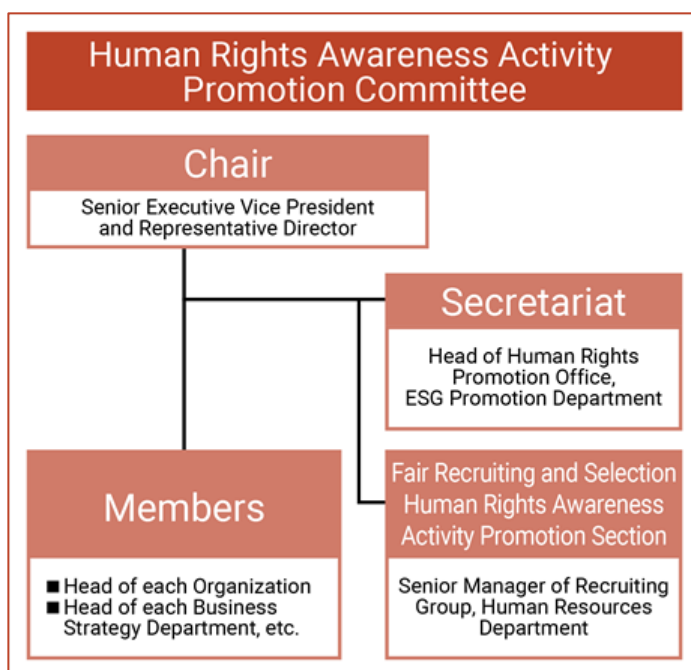 Human Rights Awareness Activity
Promotion Committee
Chair
Senior Executive Vice President
and Representative Director
Secretariat
Head of Human Rights
Promotion Office,
ESG Promotion Department
Members
■ Head of each Organization
■ Head of each Business
Strategy Department, etc.
Fair Recruiting and Selection
Human Rights Awareness
Activity Promotion Section
Senior Manager of Recruiting
Group, Human Resources
Department